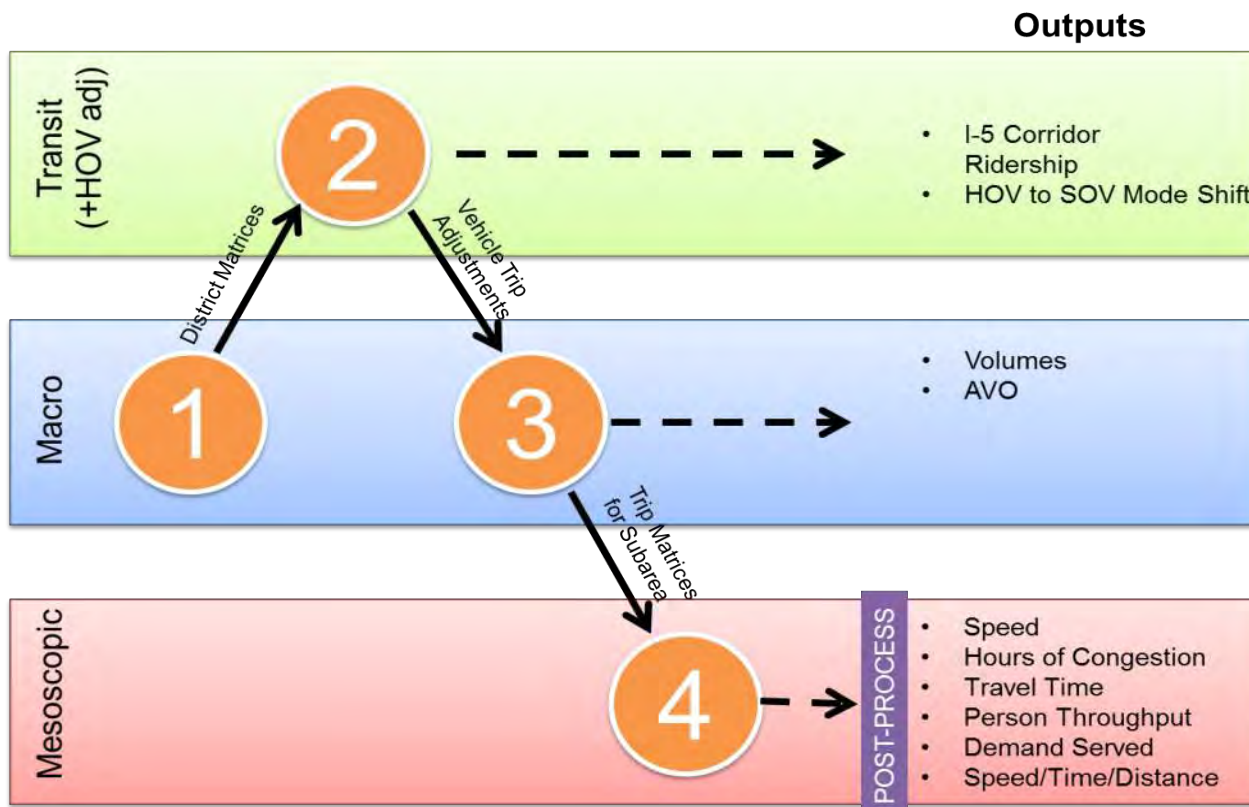 Outputs
Transit
(+HOV adj)
2
• I-5 Corridor
Ridership
• HOV to SOV Mode Shift
District Matrices
Vehicle Trip
Adjustments
Macro
1
3
• Volumes
• AVO
Trip Matrices
for Subarea
Mesoscopic
4
POST-PROCESS
• Speed
• Hours of Congestion
• Travel Time
• Person Throughput
• Demand Served
• Speed/Time/Distance